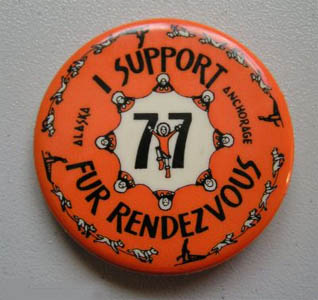 I SUPPORT
ALASKA
ANCHORAGE
77
FUR RENDEZVOUS